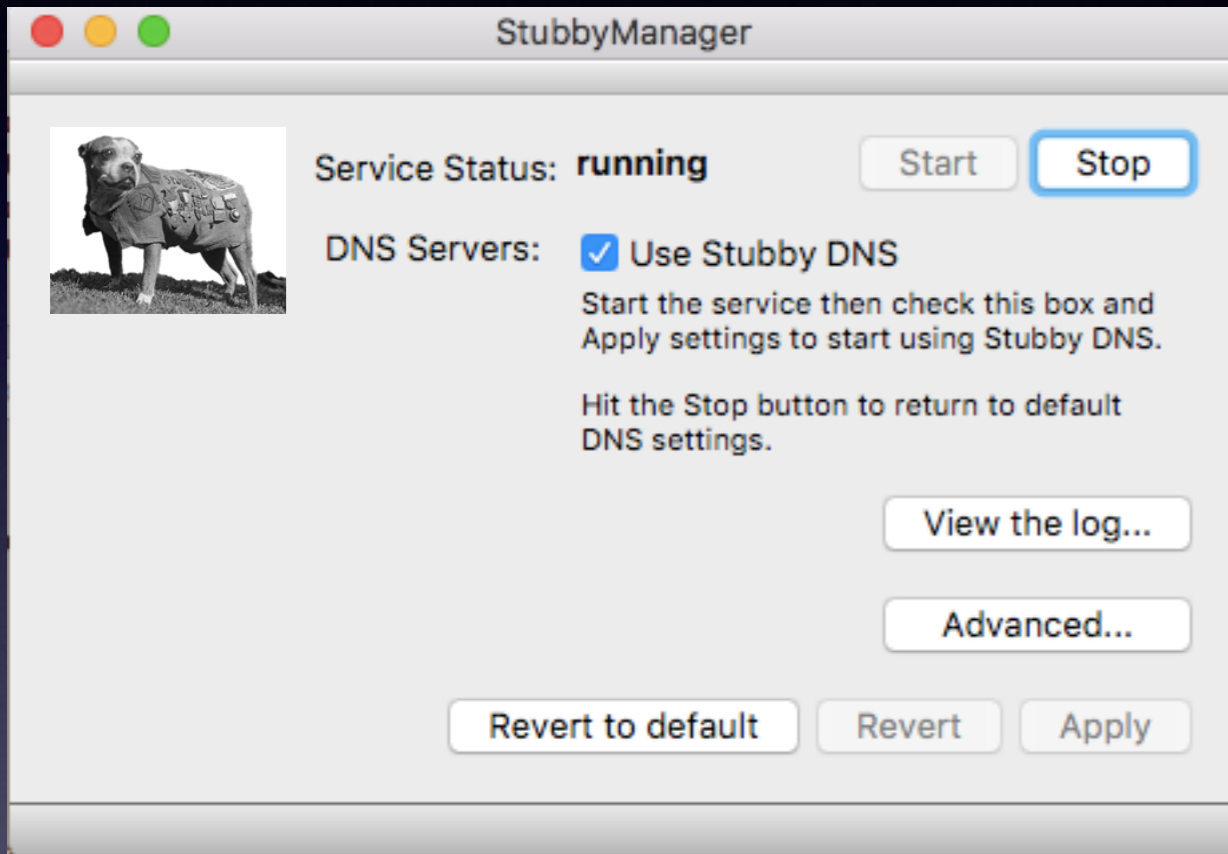 StubbyManager
Service Status: running Start Stop
DNS Servers: Use Stubby DNS
Start the service then check this box and
Apply settings to start using Stubby DNS.
Hit the Stop button to return to default
DNS settings.
View the log...
Advanced...
Revert to default Revert Apply